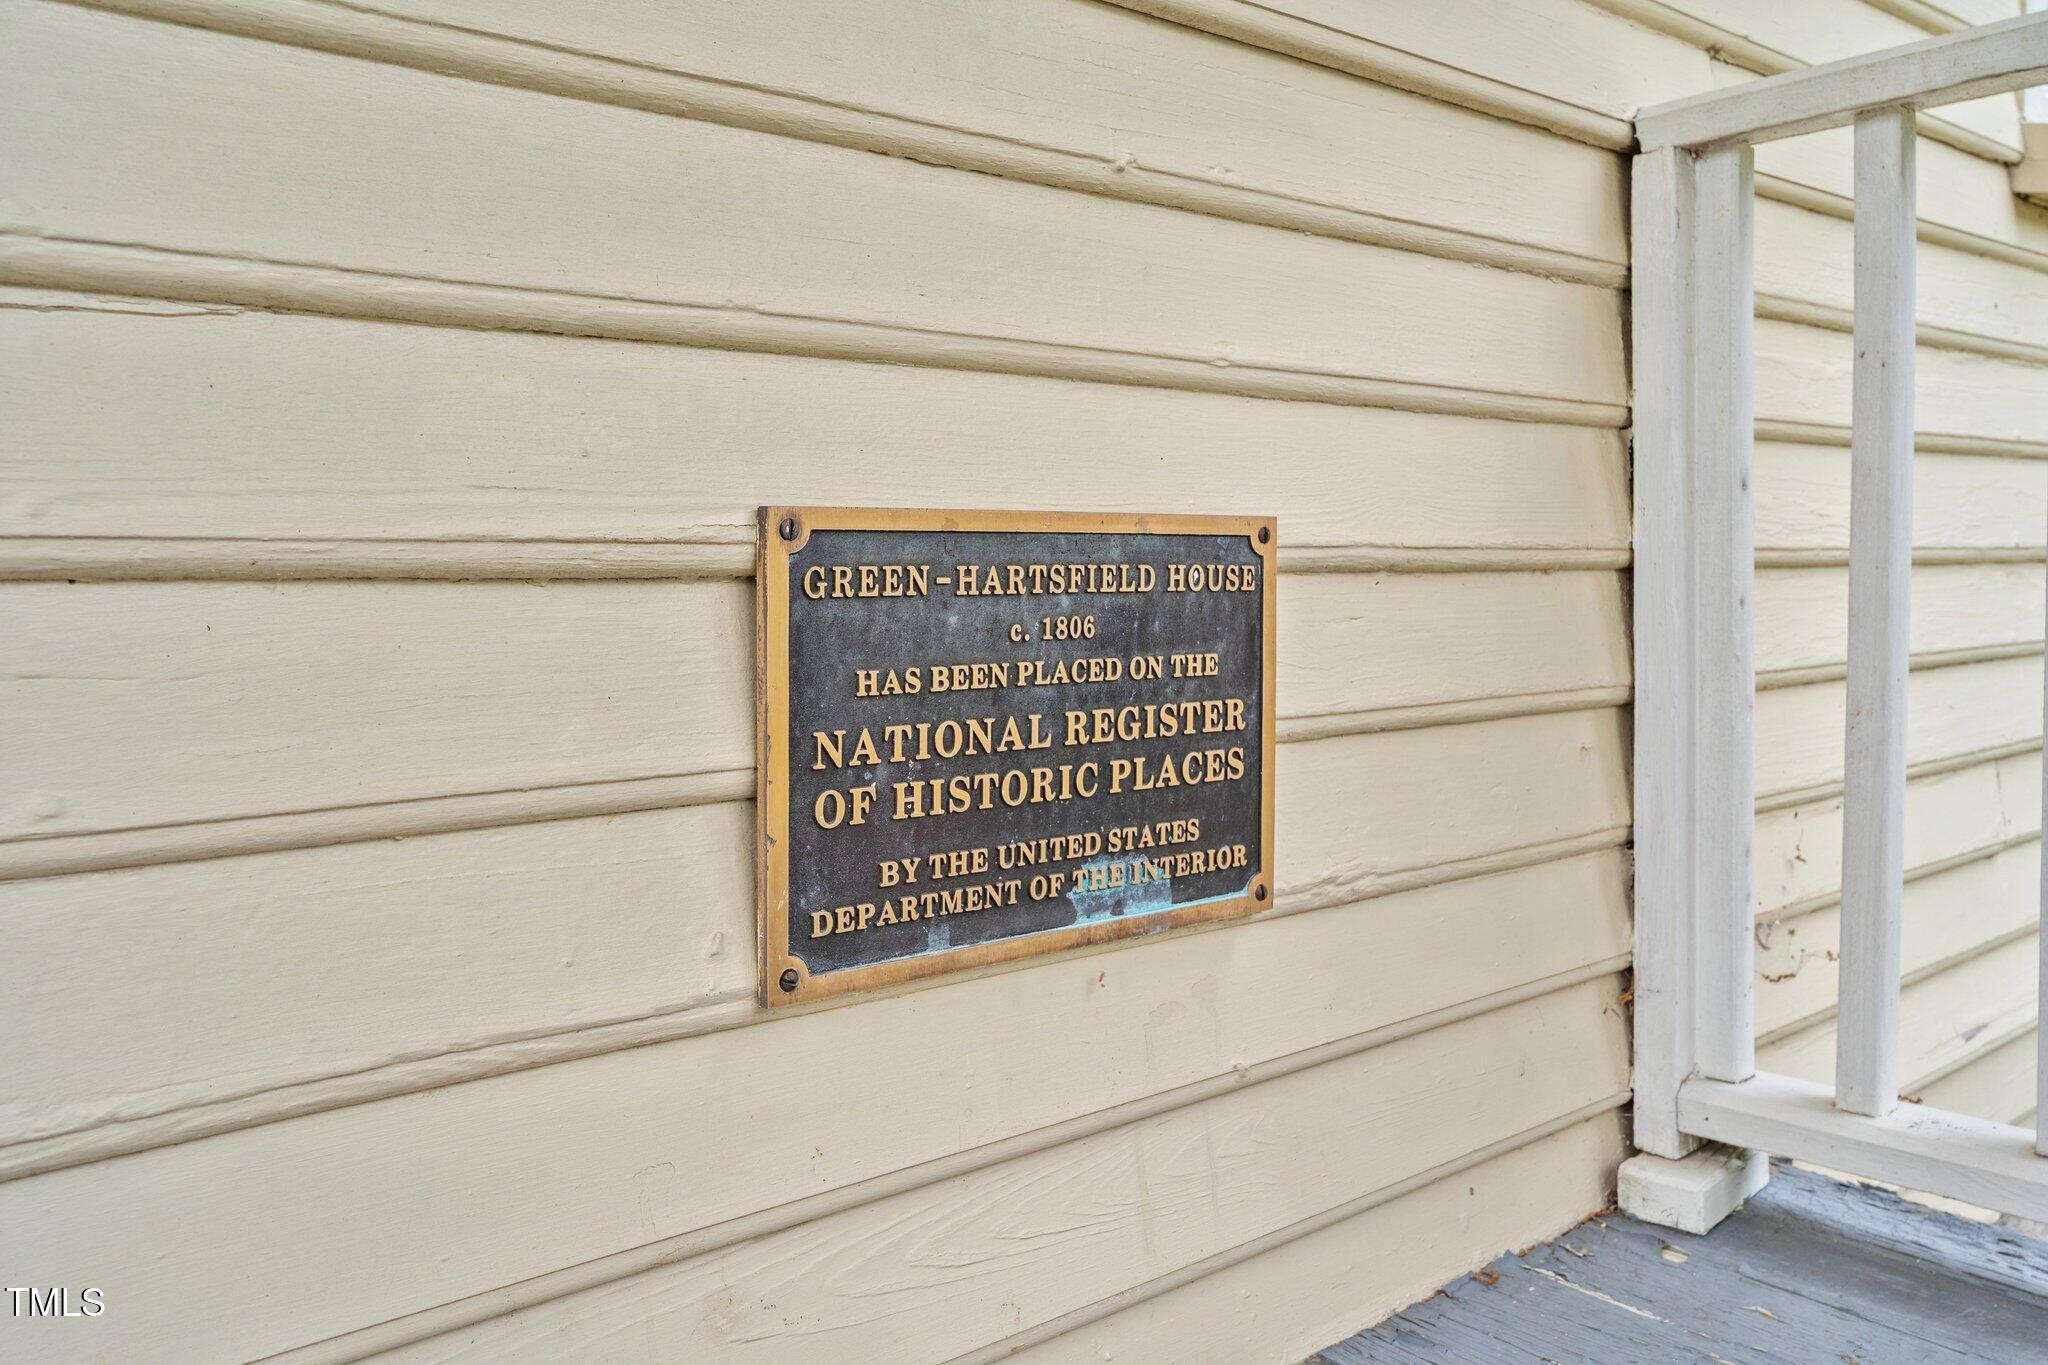 GREEN-HARTSFIELD HOUSE
c. 1806
HAS BEEN PLACED ON THE
NATIONAL REGISTER
OF HISTORIC PLACES
BY THE UNITED STATES
DEPARTMENT OF THE INTERIOR
TMLS